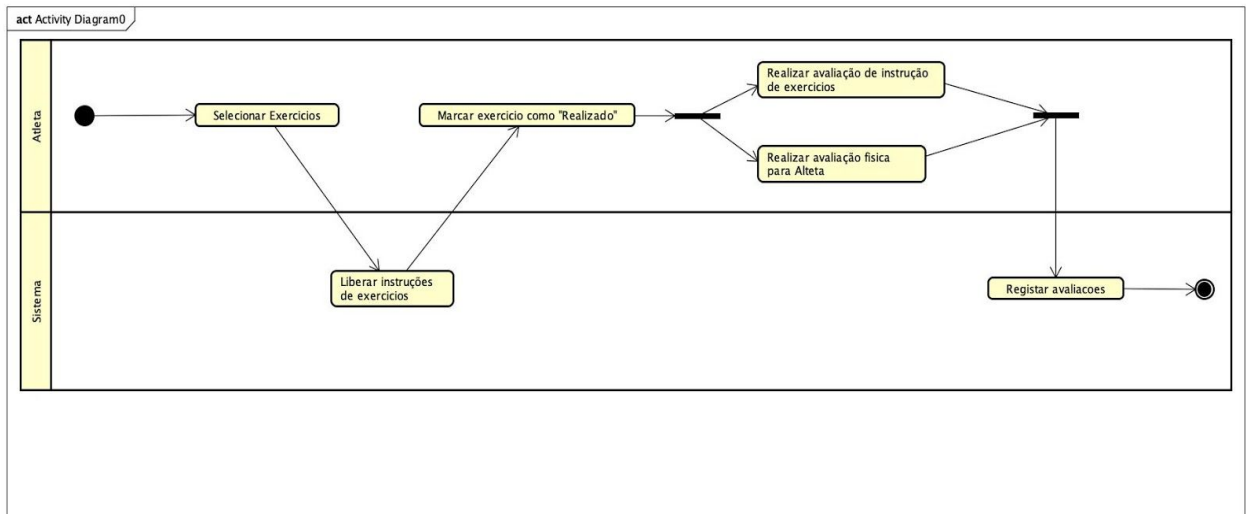 act Activity Diagram0
Atleta
Selecionar Exercicios
Marcar exercicio como "Realizado"
Realizar avaliação de instrução
de exercicios
Realizar avaliação fisica
para Alteta
Sistema
Liberar instruções
de exercicios
Registar avaliacoes